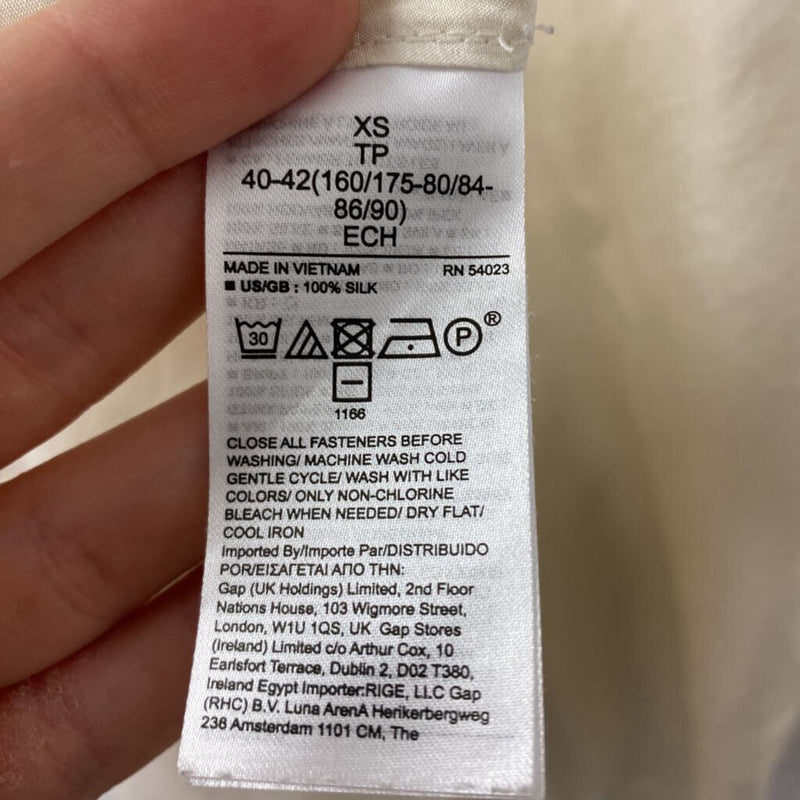 XS
TP
40-42(160/175-80/84-
86/90)
ECH
MADE IN VIETNAM RN 54023
■ US/GB : 100% SILK
30 P®
1166
CLOSE ALL FASTENERS BEFORE
WASHING/ MACHINE WASH COLD
GENTLE CYCLE/ WASH WITH LIKE
COLORS/ ONLY NON-CHLORINE
BLEACH WHEN NEEDED/ DRY FLAT/
COOL IRON
Imported By/Importe Par/DISTRIBUIDO
POR/ΕΙΣΑΓΕΤΑΙ ΑΠΟ ΤΗΝ:
Gap (UK Holdings) Limited, 2nd Floor
Nations House, 103 Wigmore Street,
London, W1U 1QS, UK Gap Stores
(Ireland) Limited c/o Arthur Cox, 10
Earlsfort Terrace, Dublin 2, D02 T380,
Ireland Egypt Importer:RIGE, LLC Gap
(RHC) B.V. Luna ArenA Herikerbergweg
238 Amsterdam 1101 CM, The